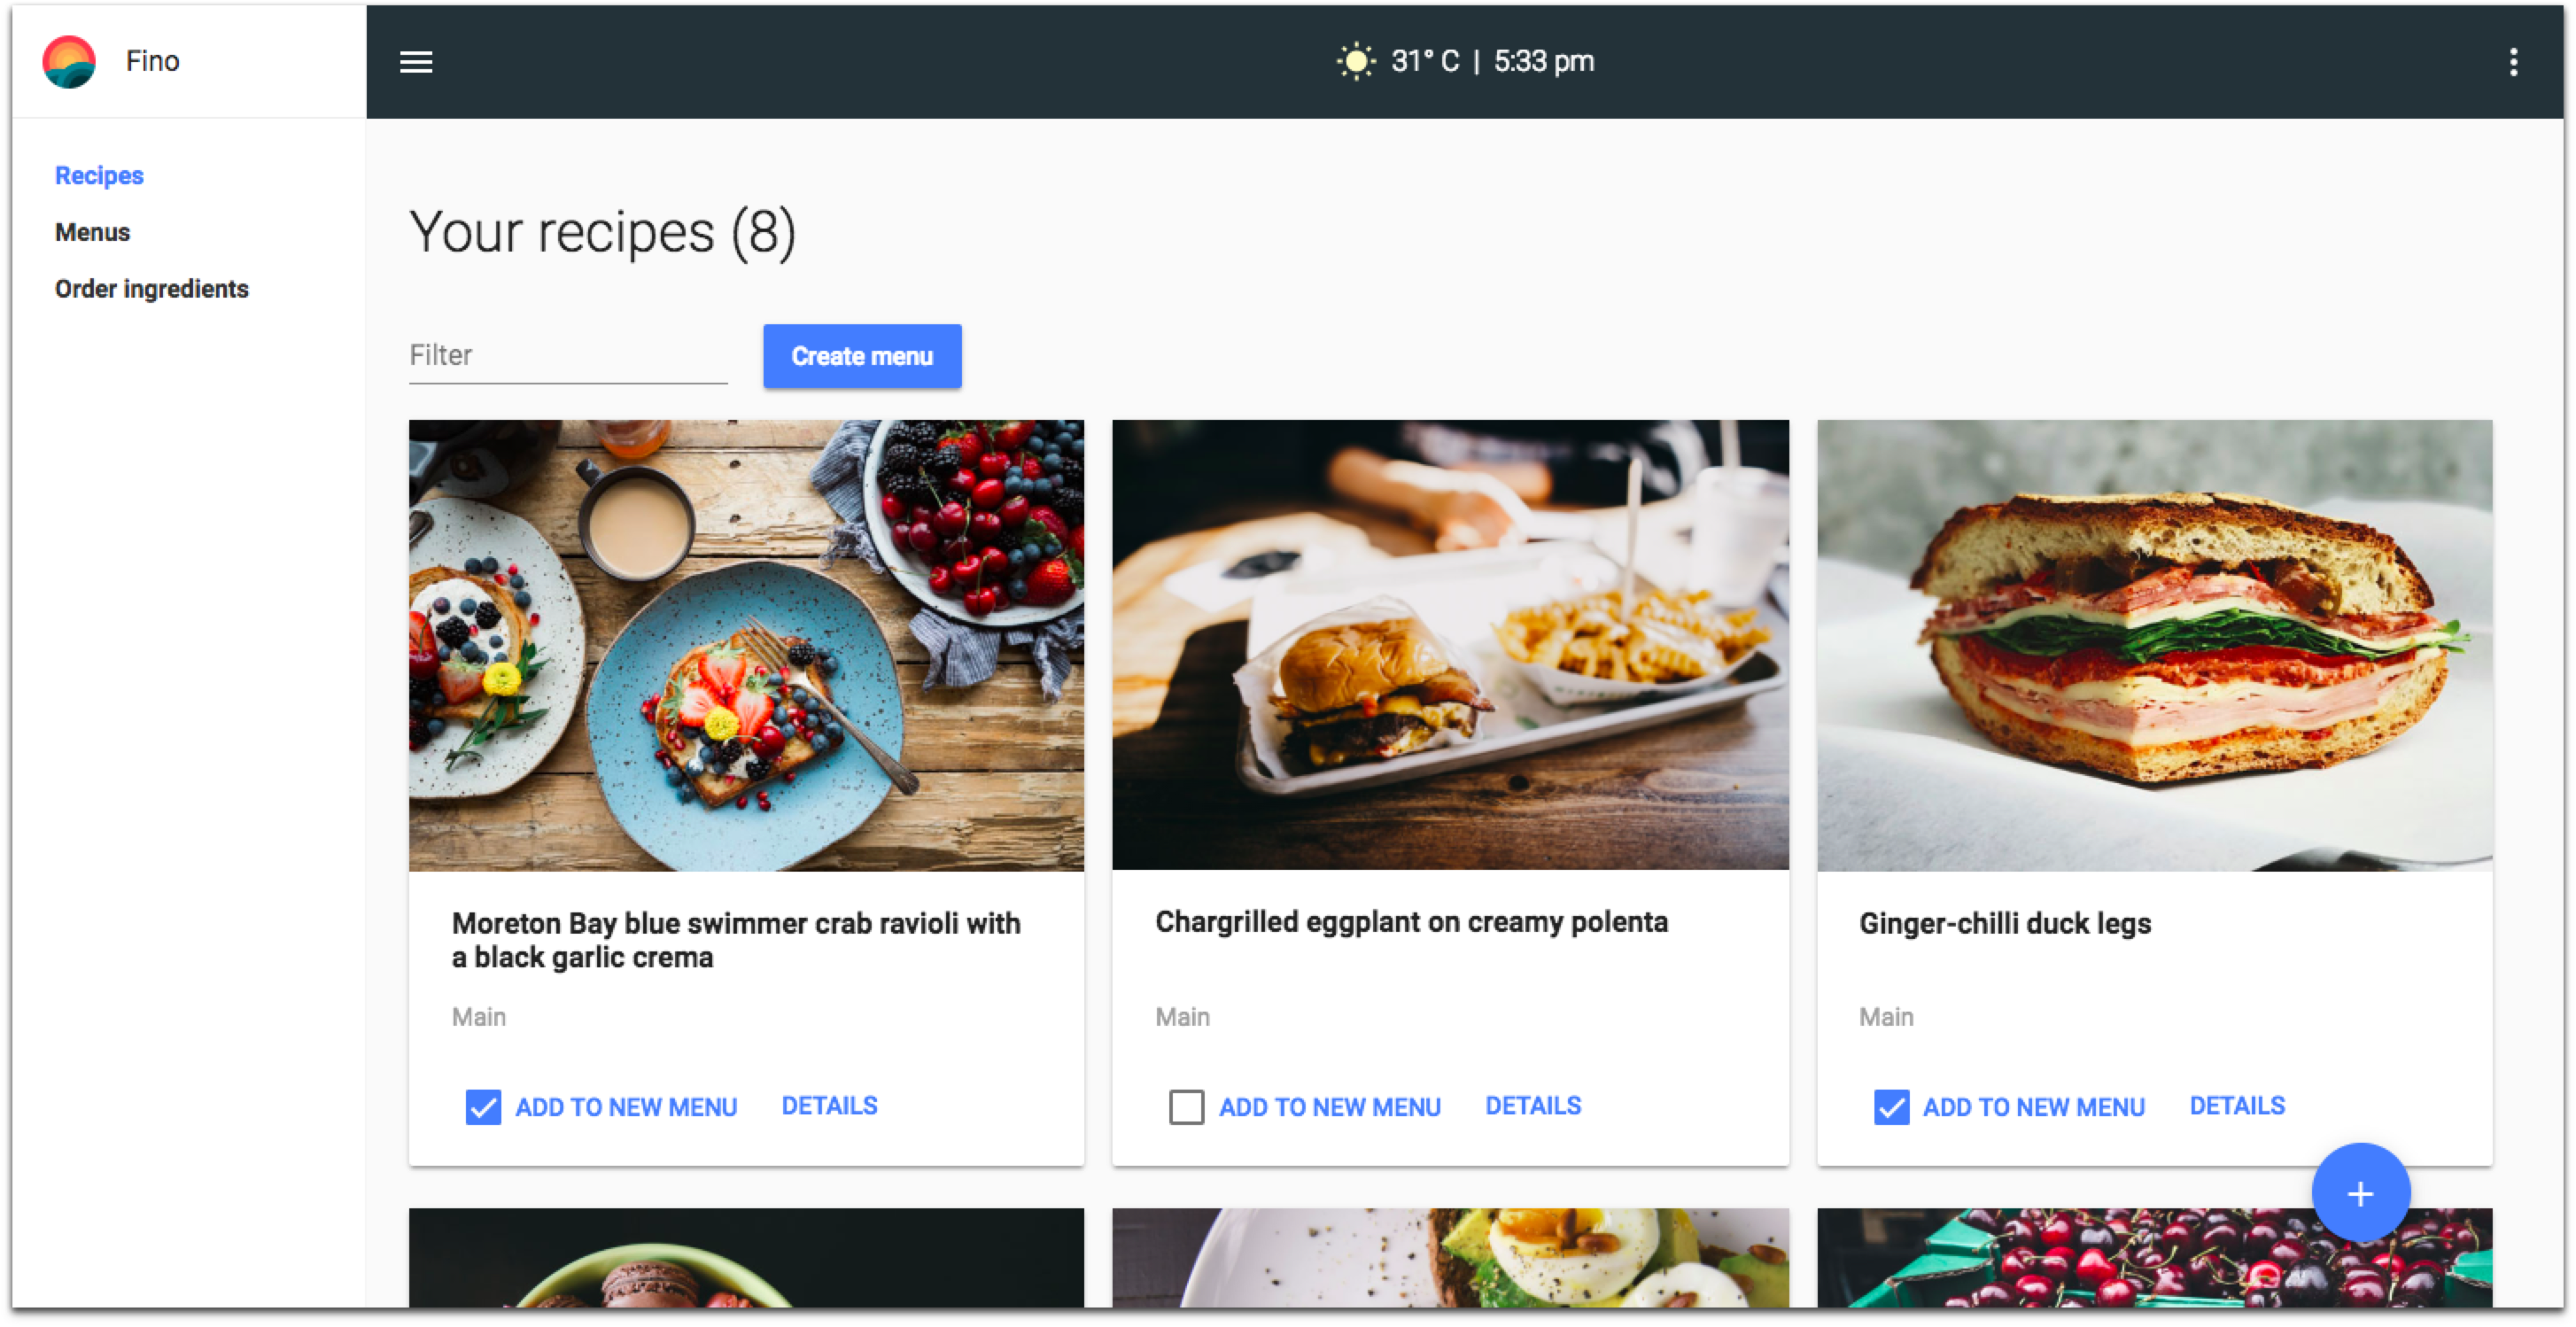 Fino
31° C | 5:33 pm
Recipes
Menus
Order ingredients
Your recipes (8)
Filter
Create menu
Moreton Bay blue swimmer crab ravioli with
a black garlic crema
Main
ADD TO NEW MENU
DETAILS
Chargrilled eggplant on creamy polenta
Main
ADD TO NEW MENU
DETAILS
Ginger-chilli duck legs
Main
ADD TO NEW MENU
DETAILS